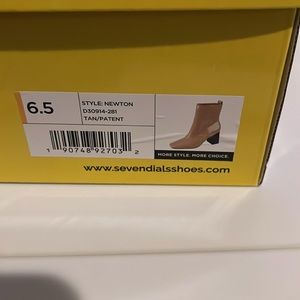 6.5
STYLE: NEWTON
D30914-281
TAN/PATENT
1 90748 92703 2
MORE STYLE. MORE CHOICE.
www.sevendialsshoes.com